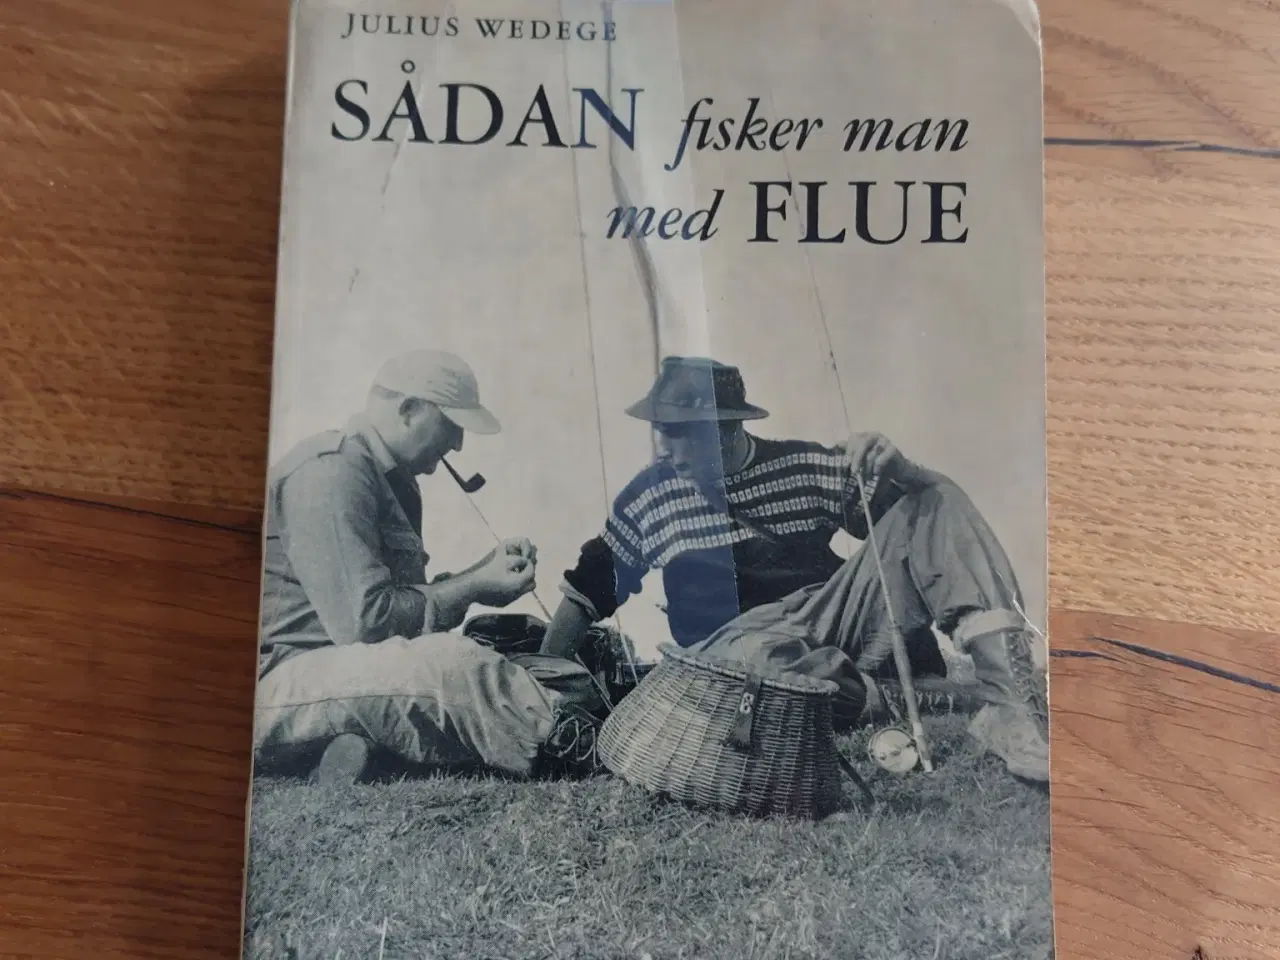 JULIUS WEDEGE
SÅDAN fisker man
med FLUE